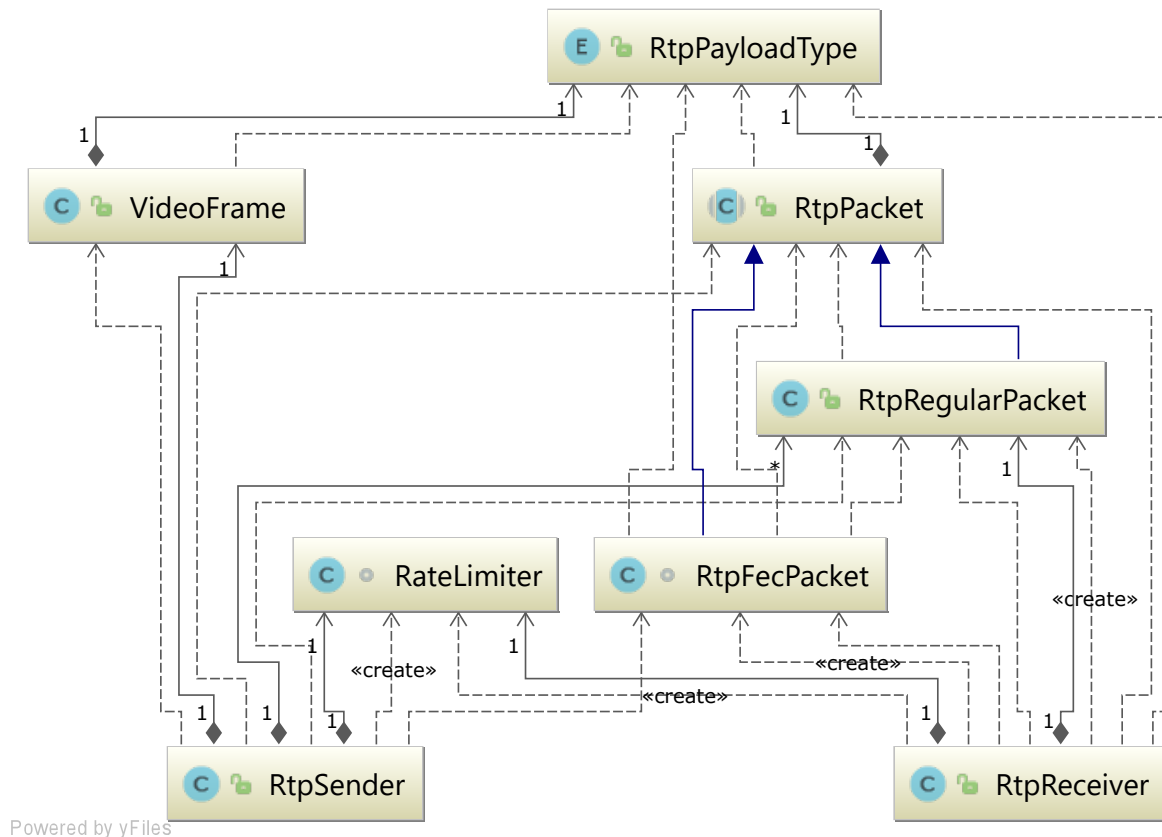 E RtpPayloadType
1
1
1
1
C VideoFrame
C RtpPacket
1
C RtpRegularPacket
*
1
C RateLimiter
C RtpFecPacket
«create»
1
1
«create»
«create»
«create»
1
1
1
1
1
C RtpSender
C RtpReceiver
Powered by yFiles